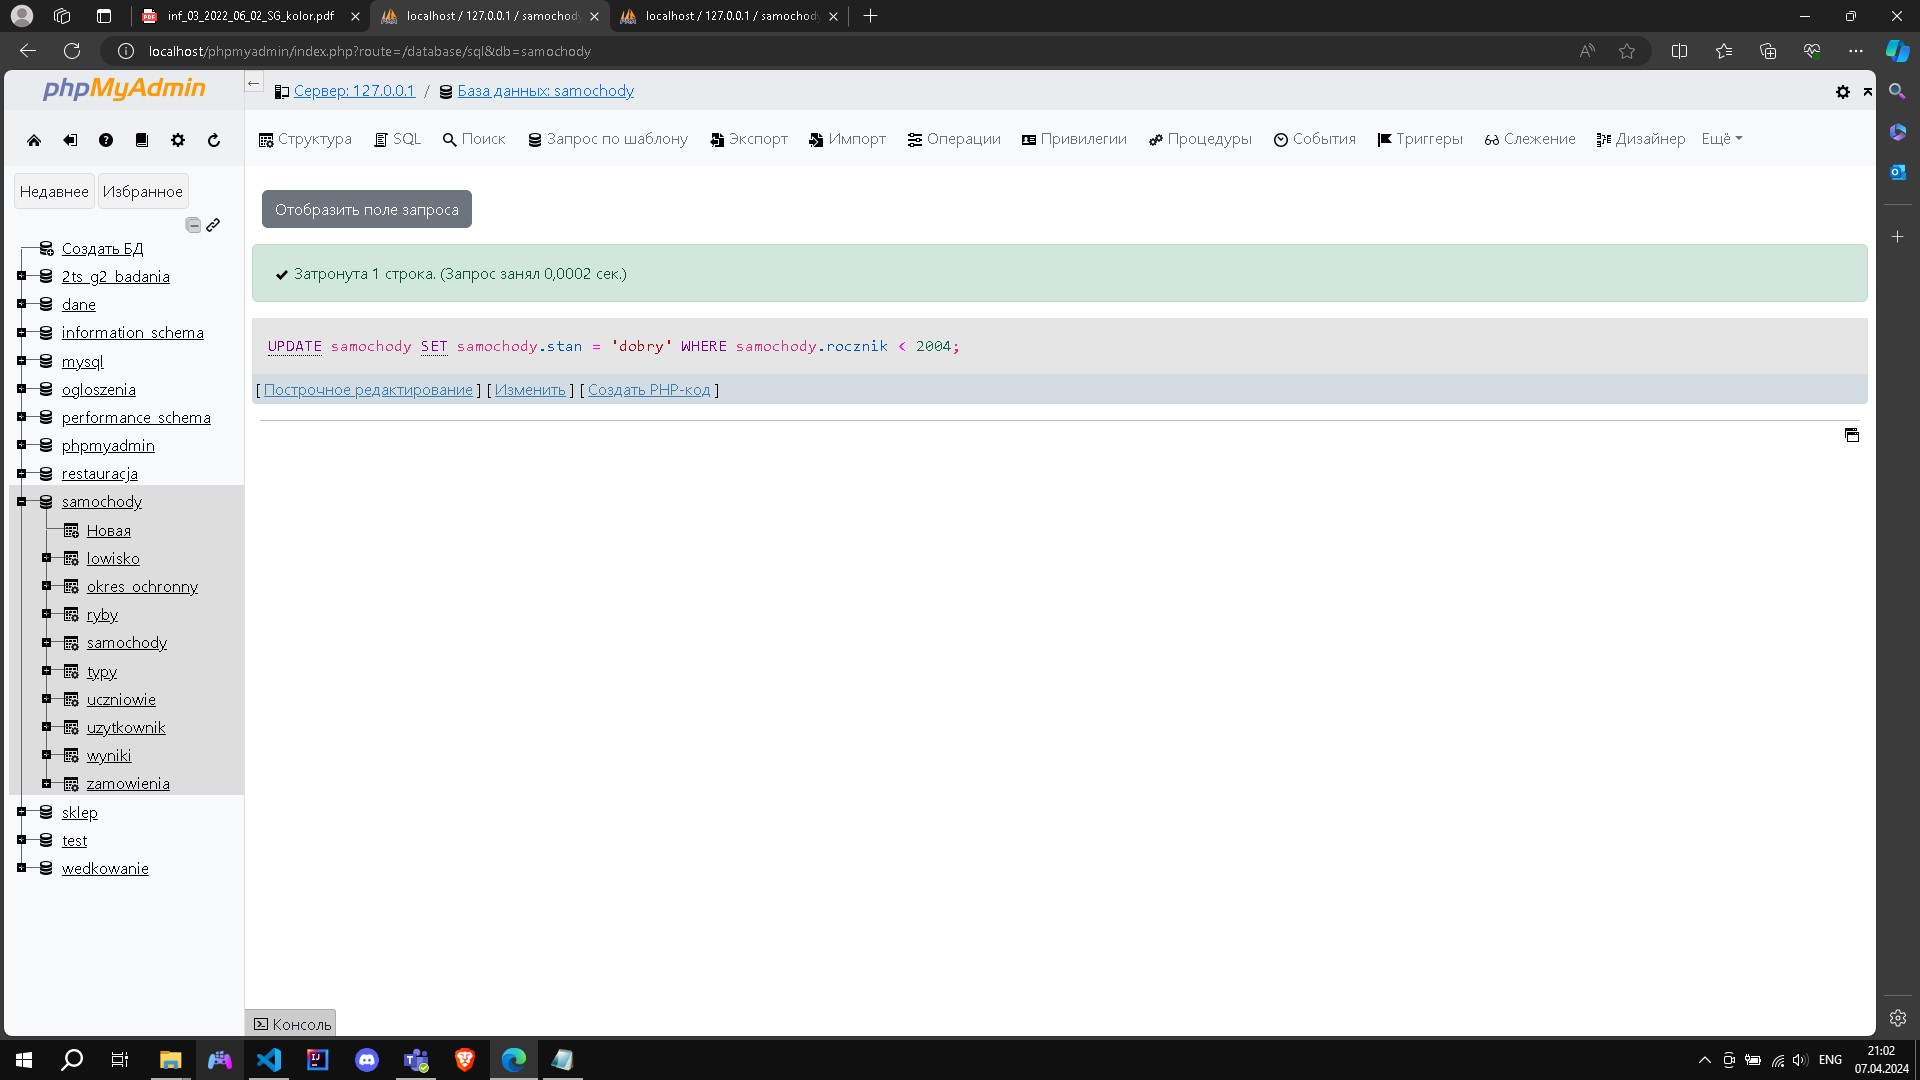 inf_03_2022_06_02_SG_kolor.pdf
localhost / 127.0.0.1 / samochody
localhost / 127.0.0.1 / samochody
localhost/phpmyadmin/index.php?route=/database/sql&db=samochody
phpMyAdmin
Сервер: 127.0.0.1 / База данных: samochody
Структура SQL Поиск Запрос по шаблону Экспорт Импорт Операции Привилегии Процедуры События Триггеры Слежение Дизайнер Ещё
Недавнее Избранное
Создать БД
2ts_g2_badania
dane
information_schema
mysql
ogloszenia
performance_schema
phpmyadmin
restauracja
samochody
Новая
lowisko
okres_ochronny
ryby
samochody
typy
uczniowie
uzytkownik
wyniki
zamowienia
sklep
test
wedkowanie
Отобразить поле запроса
Затронута 1 строка. (Запрос занял 0,0002 сек.)
UPDATE samochody SET samochody.stan = 'dobry' WHERE samochody.rocznik < 2004;
[ Построчное редактирование ] [ Изменить ] [ Создать PHP-код ]
Консоль
ENG
21:02
07.04.2024